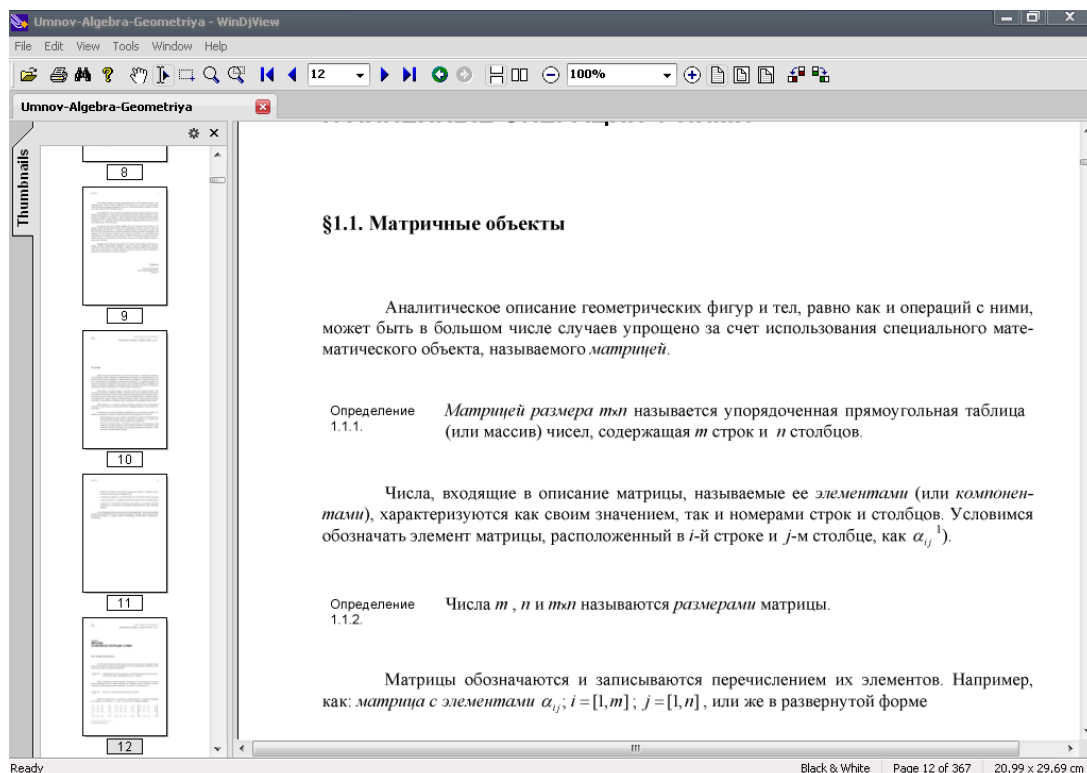 Umnov-Algebra-Geometriya - WinDjView
File Edit View Tools Window Help
12 100%
Umnov-Algebra-Geometriya
Thumbnails
8
9
10
11
12
§1.1. Матричные объекты
Аналитическое описание геометрических фигур и тел, равно как и операций с ними,
может быть в большом числе случаев упрощено за счет использования специального мате-
матического объекта, называемого матрицей.
Определение Матрицей размера m×n называется упорядоченная прямоугольная таблица
1.1.1. (или массив) чисел, содержащая m строк и n столбцов.
Числа, входящие в описание матрицы, называемые ее элементами (или компонен-
тами), характеризуются как своим значением, так и номерами строк и столбцов. Условимся
обозначать элемент матрицы, расположенный в i-й строке и j-м столбце, как αij 1).
Определение Числа m , n и m×n называются размерами матрицы.
1.1.2.
Матрицы обозначаются и записываются перечислением их элементов. Например,
как: матрица с элементами αij; i = [1, m] ; j = [1, n] , или же в развернутой форме
Ready Black & White Page 12 of 367 20,99 x 29,69 cm